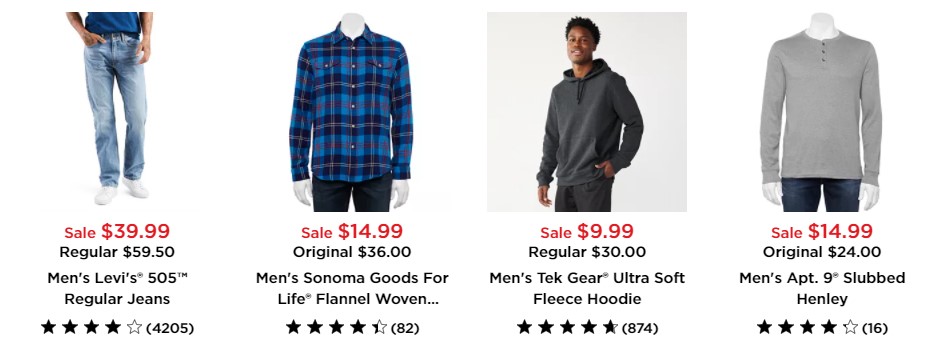 Sale $39.99
Regular $59.50
Men's Levi's® 505™
Regular Jeans
(4205)
Sale $14.99
Original $36.00
Men's Sonoma Goods For
Life® Flannel Woven...
(82)
Sale $9.99
Regular $30.00
Men's Tek Gear® Ultra Soft
Fleece Hoodie
(874)
Sale $14.99
Original $24.00
Men's Apt. 9® Slubbed
Henley
(16)